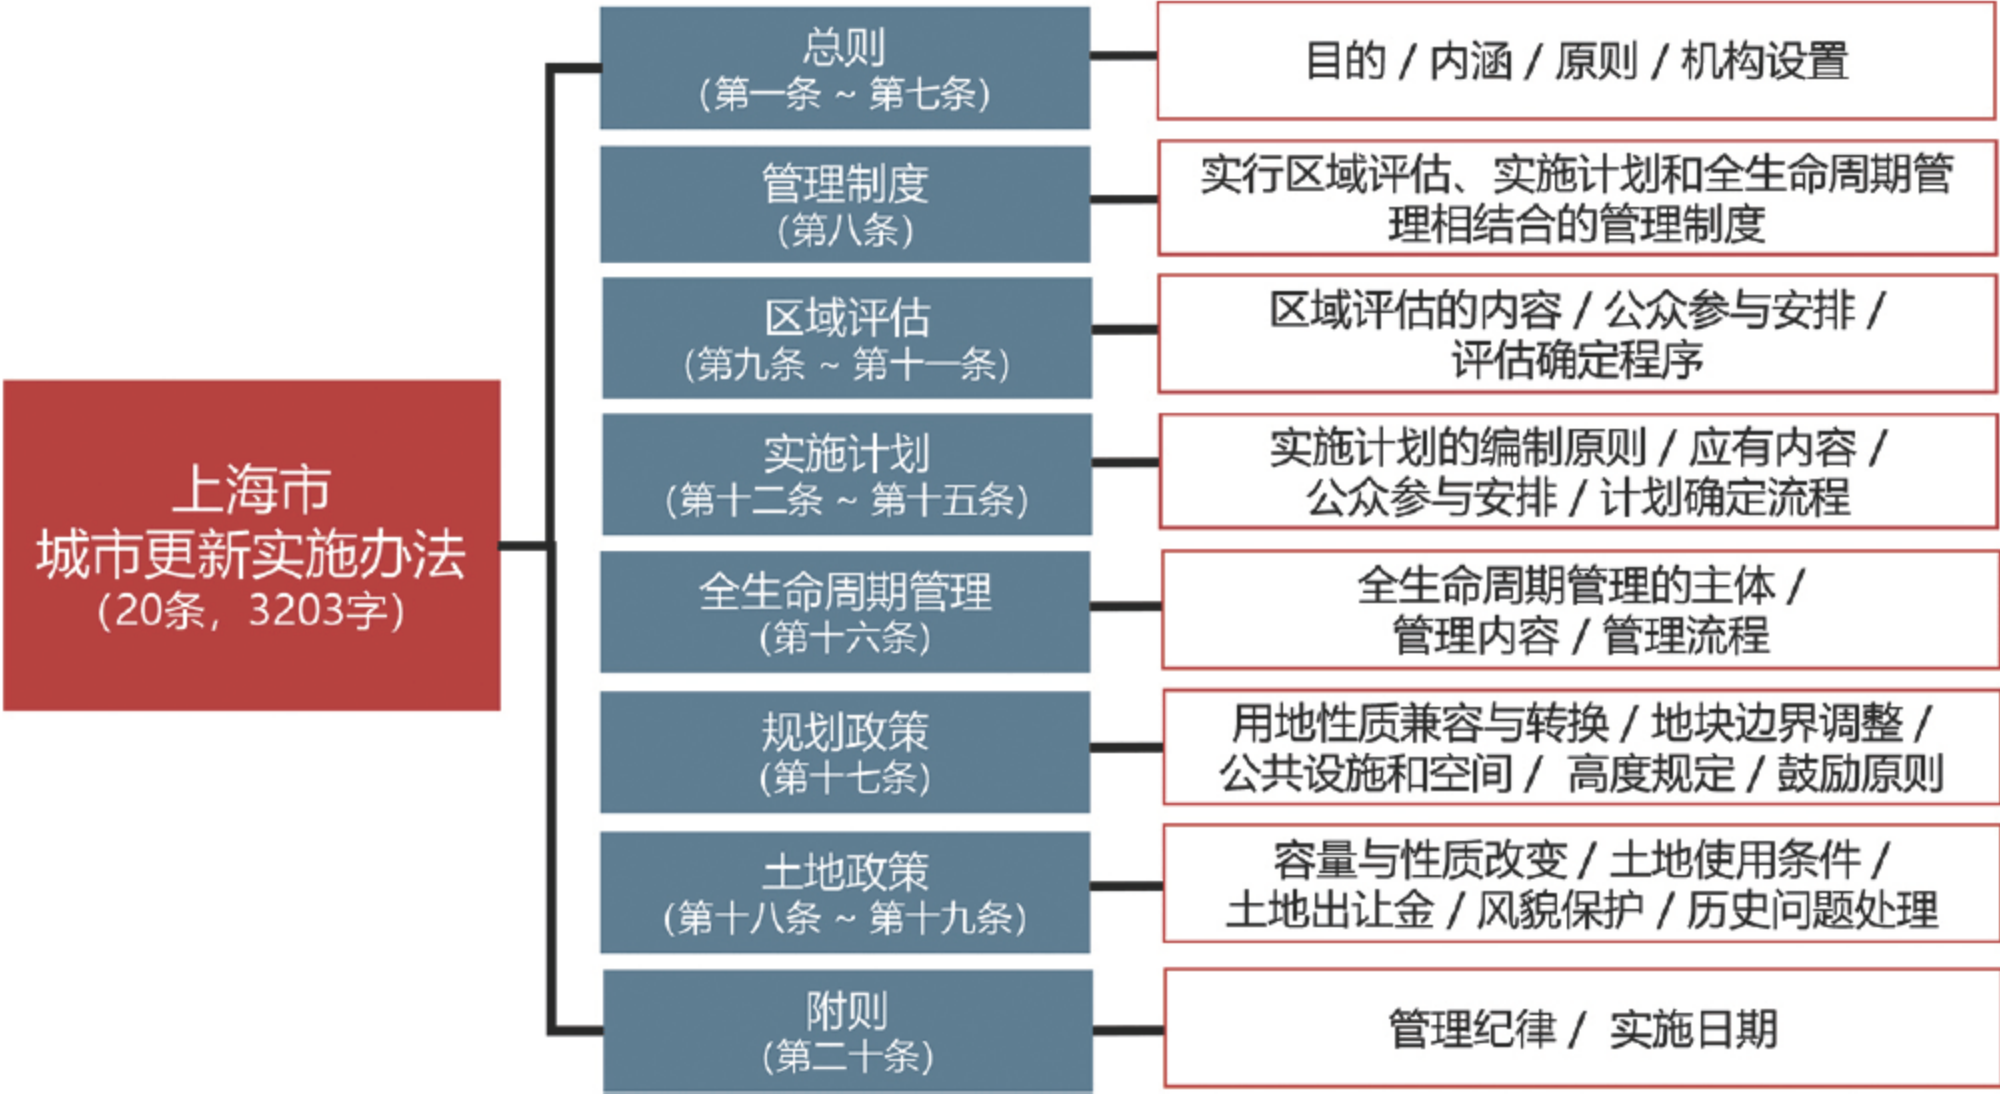 上海市
城市更新实施办法
（20条，3203字）
总则
（第一条 ~ 第七条）
目的 / 内涵 / 原则 / 机构设置
管理制度
（第八条）
实行区域评估、实施计划和全生命周期管
理相结合的管理制度
区域评估
（第九条 ~ 第十一条）
区域评估的内容 / 公众参与安排 /
评估确定程序
实施计划
（第十二条 ~ 第十五条）
实施计划的编制原则 / 应有内容 /
公众参与安排 / 计划确定流程
全生命周期管理
（第十六条）
全生命周期管理的主体 /
管理内容 / 管理流程
规划政策
（第十七条）
用地性质兼容与转换 / 地块边界调整 /
公共设施和空间 / 高度规定 / 鼓励原则
土地政策
（第十八条 ~ 第十九条）
容量与性质改变 / 土地使用条件 /
土地出让金 / 风貌保护 / 历史问题处理
附则
（第二十条）
管理纪律 / 实施日期